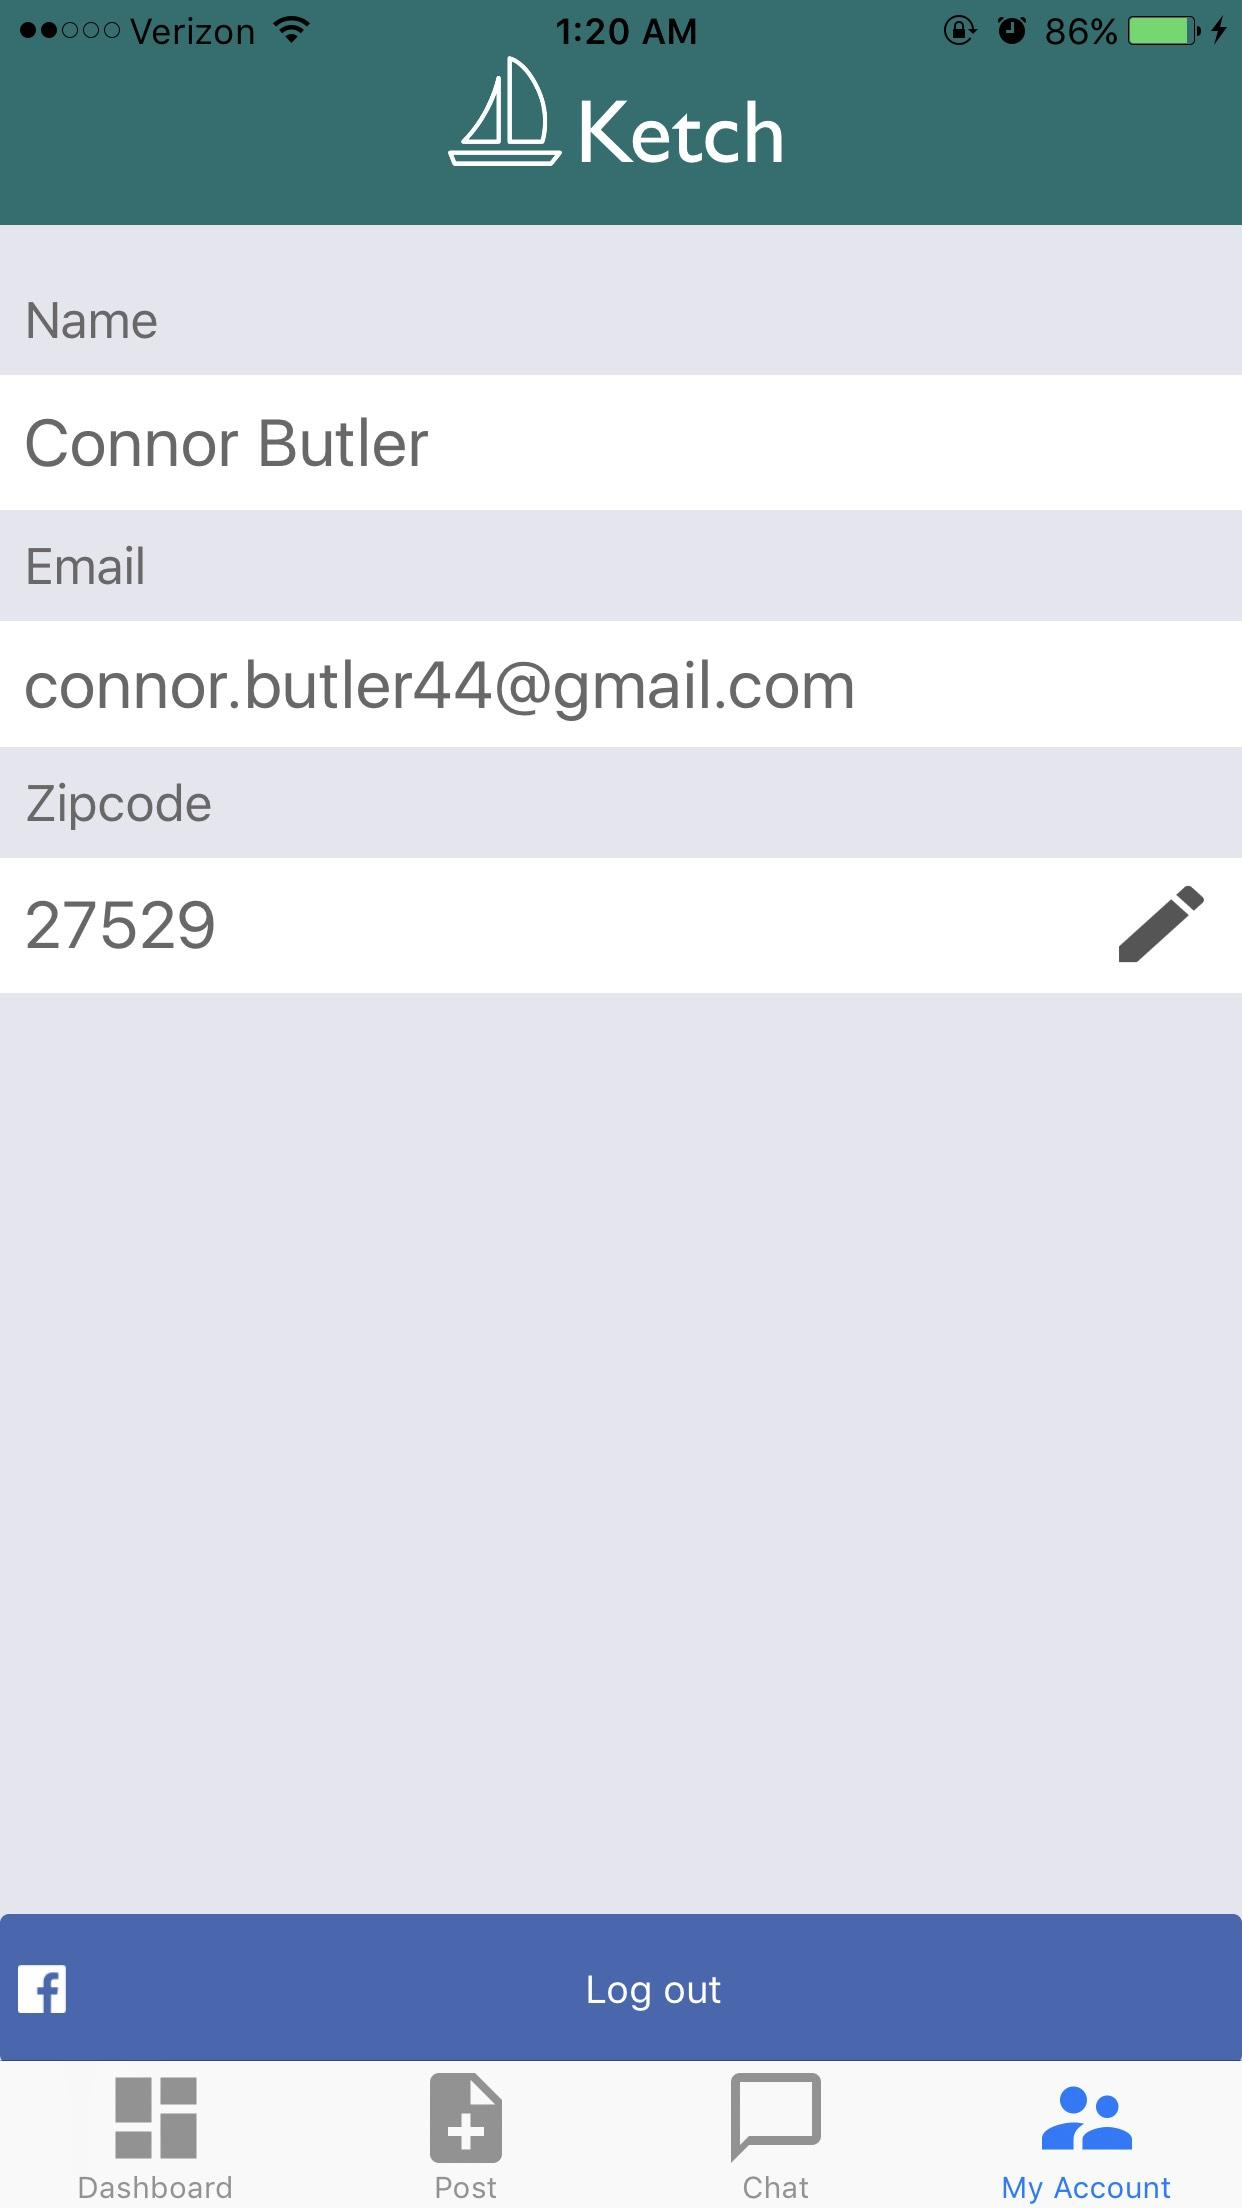 Verizon 1:20 AM 86%
Ketch
Name
Connor Butler
Email
connor.butler44@gmail.com
Zipcode
27529
f Log out
Dashboard Post Chat My Account